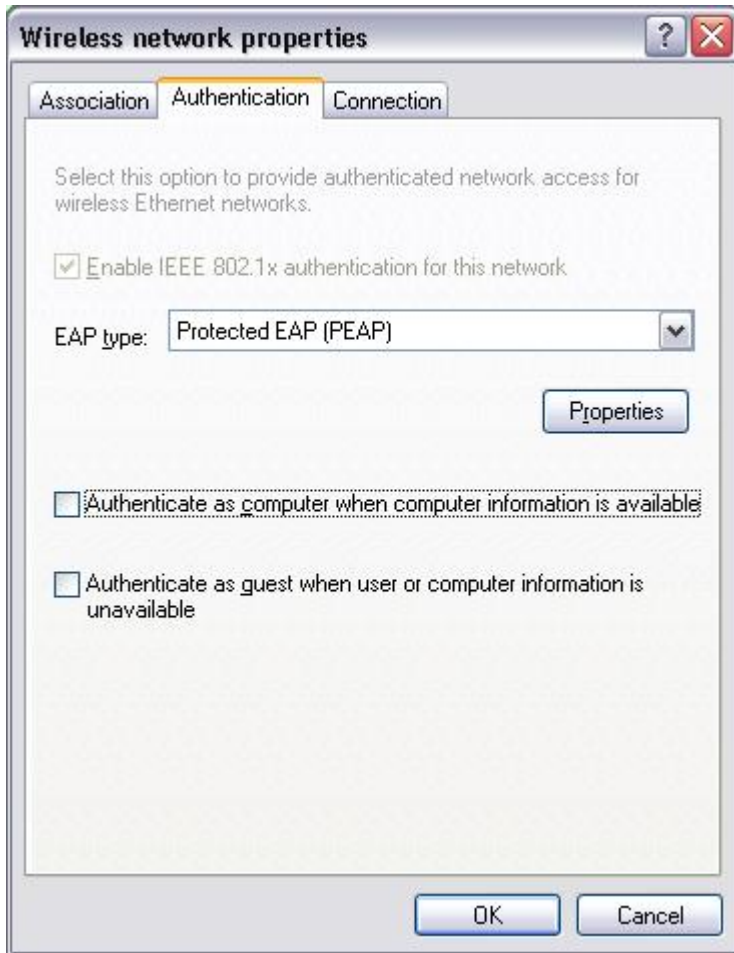 Wireless network properties
Association Authentication Connection
Select this option to provide authenticated network access for
wireless Ethernet networks.
Enable IEEE 802.1x authentication for this network
EAP type: Protected EAP (PEAP)
Properties
Authenticate as computer when computer information is available
Authenticate as guest when user or computer information is
unavailable
OK Cancel